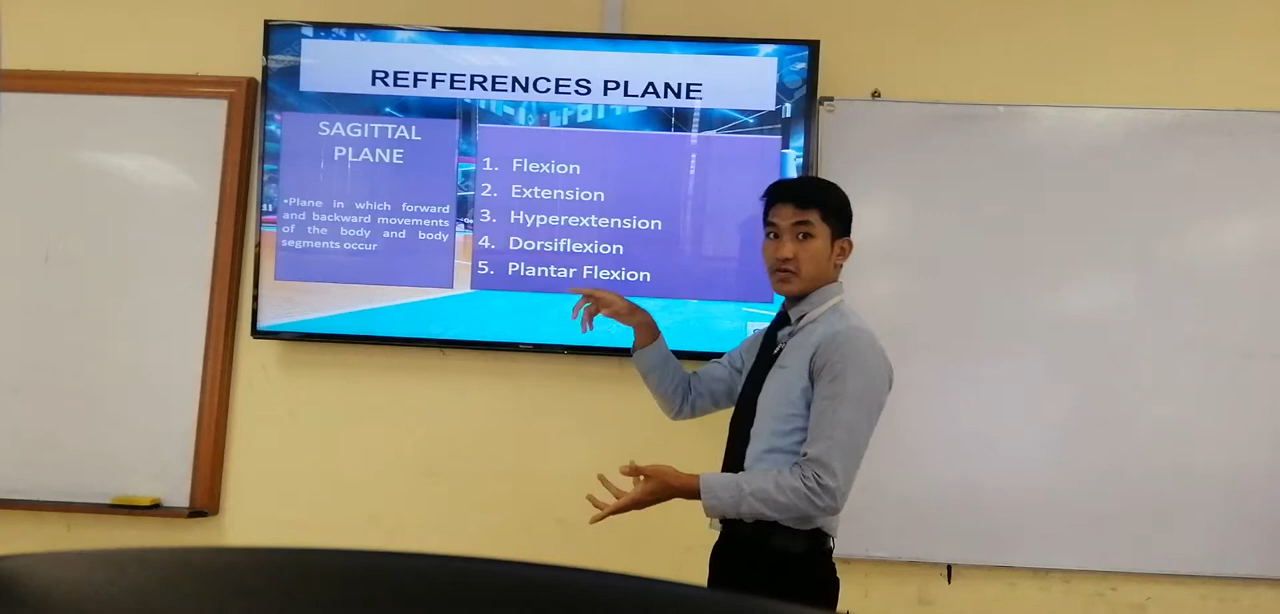 REFFERENCES PLANE
SAGITTAL
PLANE
•Plane in which forward
and backward movements
of the body and body
segments occur
1. Flexion
2. Extension
3. Hyperextension
4. Dorsiflexion
5. Plantar Flexion